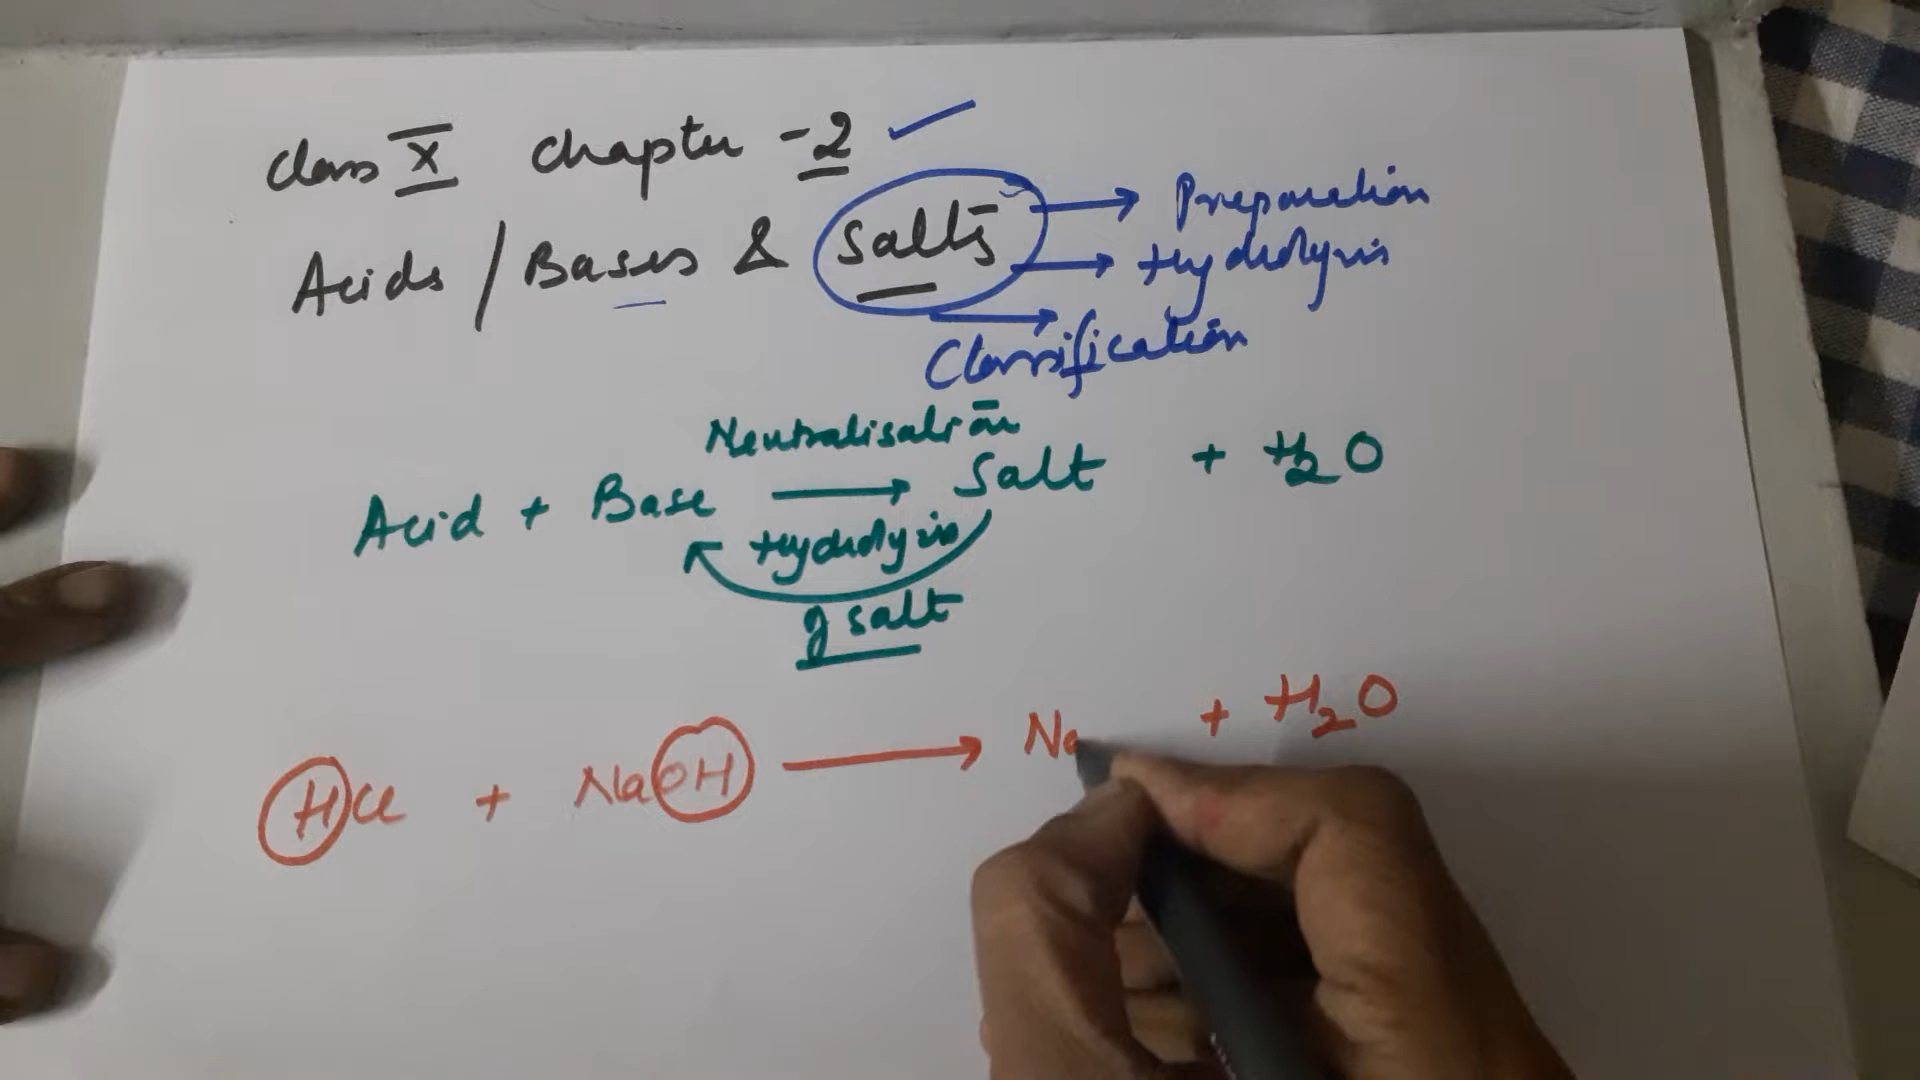 Class X Chapter - 2
Acids / Bases & Salts
→ Preparation
→ Hydrolysis
→ Classification
Neutralisation
Acid + Base → Salt + H₂O
Hydrolysis
of salt
HCl + NaOH → Na + H₂O